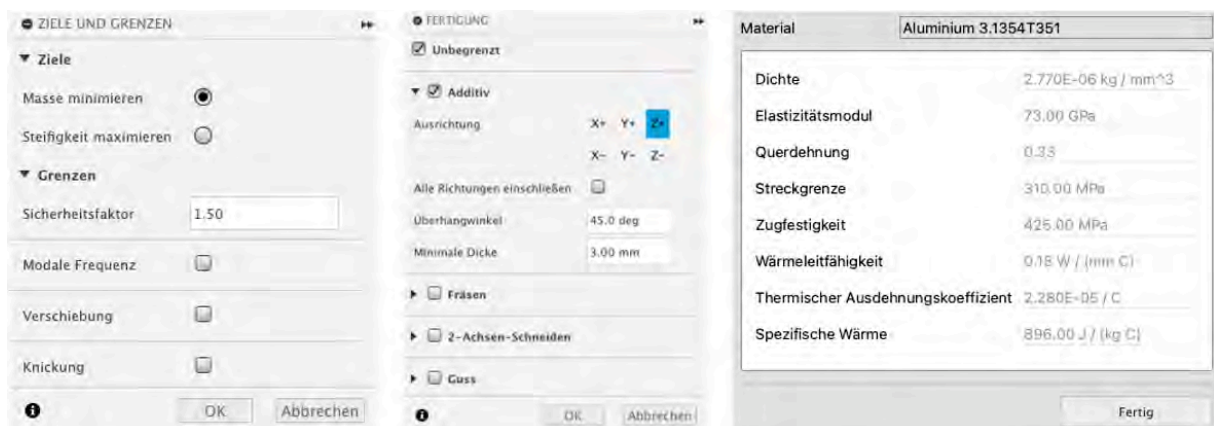 ZIELE UND GRENZEN
Ziele
Masse minimieren
Steifigkeit maximieren
Grenzen
Sicherheitsfaktor 1.50
Modale Frequenz
Verschiebung
Knickung
OK Abbrechen
FERTIGUNG
Unbegrenzt
Additiv
Ausrichtung X+ Y+ Z+
X- Y- Z-
Alle Richtungen einschließen
Überhangwinkel 45.0 deg
Minimale Dicke 3.00 mm
Fräsen
2-Achsen-Schneiden
Guss
OK Abbrechen
Material Aluminium 3.1354T351
Dichte 2.770E-06 kg / mm^3
Elastizitätsmodul 73.00 GPa
Querdehnung 0.33
Streckgrenze 310.00 MPa
Zugfestigkeit 425.00 MPa
Wärmeleitfähigkeit 0.18 W / (mm C)
Thermischer Ausdehnungskoeffizient 2.280E-05 / C
Spezifische Wärme 896.00 J / (kg C)
Fertig